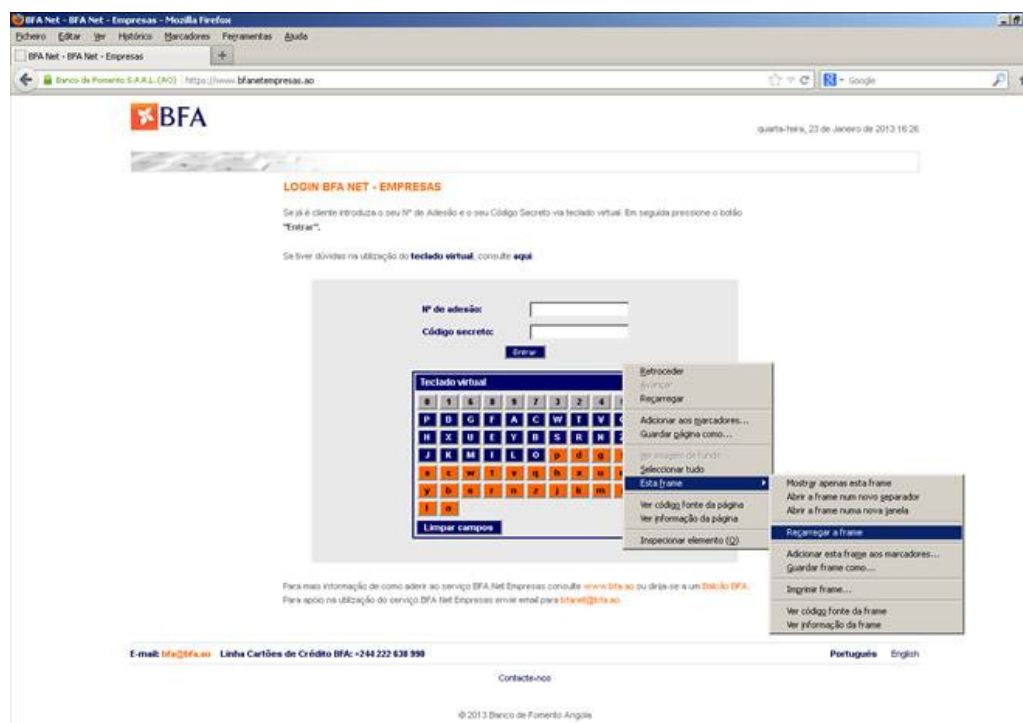 BFA Net - BFA Net - Empresas - Mozilla Firefox
Ficheiro Editar Ver Histórico Marcadores Ferramentas Ajuda
BFA Net - BFA Net - Empresas +
Banco de Fomento S.A.R.L. (AO) https://www.bfanetempresas.ao Google
BFA
quarta-feira, 23 de Janeiro de 2013 16:26
LOGIN BFA NET - EMPRESAS
Se já é cliente introduza o seu Nº de Adesão e o seu Código Secreto via teclado virtual. Em seguida pressione o botão
"Entrar".
Se tiver dúvidas na utilização do teclado virtual, consulte aqui
Nº de adesão:
Código secreto:
Entrar
Teclado virtual
P D G F A C W T V
H X U E Y B S R N
J K M I L O p d g
Limpar campos
Retroceder
Avançar
Recarregar
Adicionar aos marcadores...
Guardar página como...
Ver imagem de fundo
Seleccionar tudo
Esta frame
Ver código fonte da página
Ver informação da página
Inspecionar elemento (Q)
Mostrar apenas esta frame
Abrir a frame num novo separador
Abrir a frame numa nova janela
Recarregar a frame
Adicionar esta frame aos marcadores...
Guardar frame como...
Imprimir frame...
Ver código fonte da frame
Ver informação da frame
Para mais informação de como aderir ao serviço BFA Net Empresas consulte www.bfa.ao ou dirija-se a um Balcão BFA.
Para apoio na utilização do serviço BFA Net Empresas envie email para bfanet@bfa.ao.
E-mail: bfa@bfa.ao Linha Cartões de Crédito BFA: +244 222 638 990
Português English
Contacte-nos
© 2013 Banco de Fomento Angola